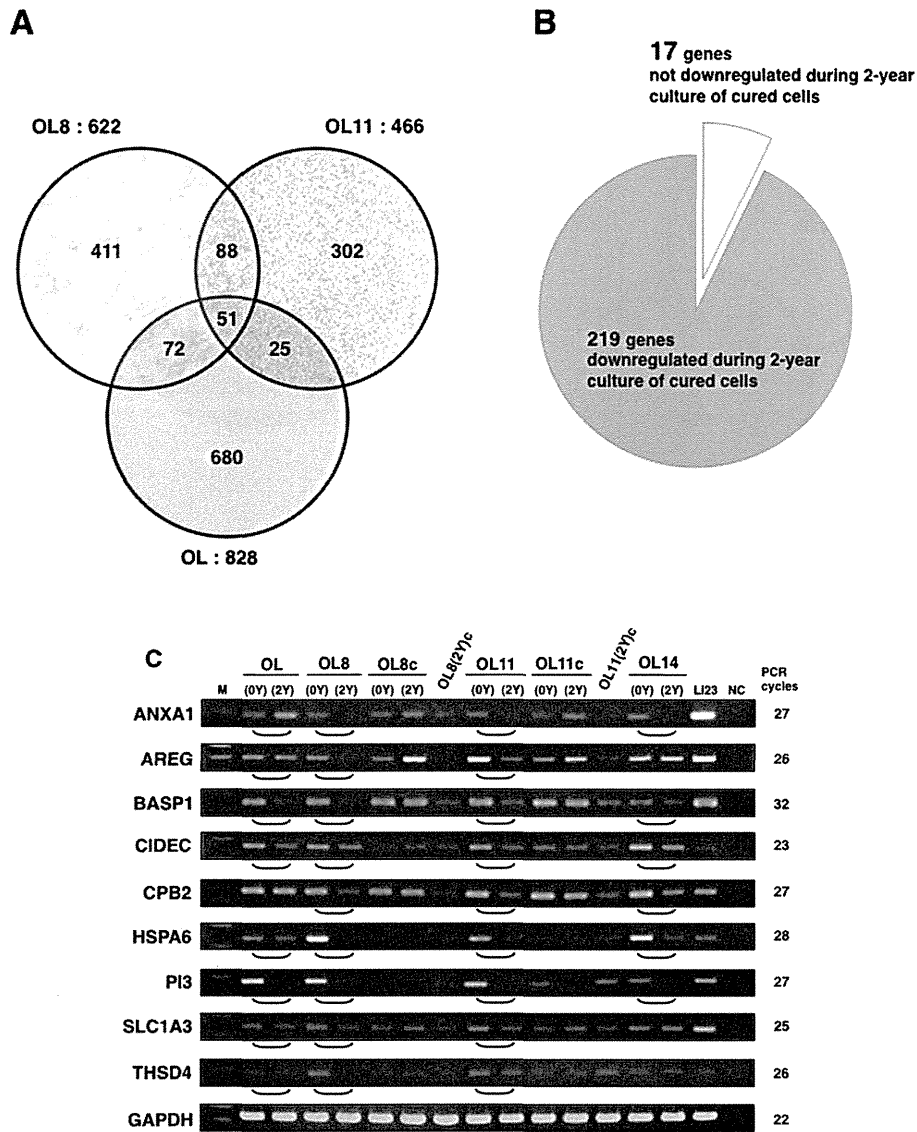 A
B
17 genes
not downregulated during 2-year
culture of cured cells
OL8 : 622
OL11 : 466
411
88
302
51
72
25
680
OL : 828
219 genes
downregulated during 2-year
culture of cured cells
C
OL OL8 OL8c OL8(2Y)c OL11 OL11c OL11(2Y)c OL14 PCR cycles
M (0Y) (2Y) (0Y) (2Y) (0Y) (2Y) (0Y) (2Y) (0Y) (2Y) (0Y) (2Y) LI23 NC
ANXA1 27
AREG 26
BASP1 32
CIDEC 23
CPB2 27
HSPA6 28
PI3 27
SLC1A3 25
THSD4 26
GAPDH 22